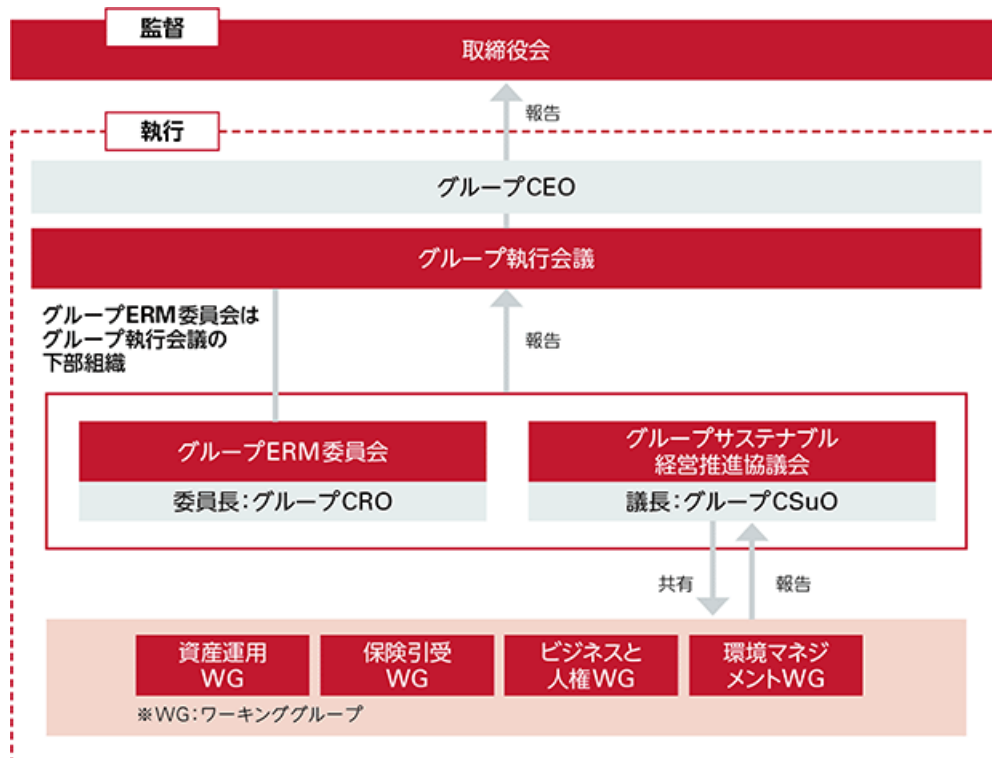 監督
取締役会
報告
執行
グループCEO
グループ執行会議
グループERM委員会は
グループ執行会議の
下部組織
報告
グループERM委員会
委員長：グループCRO
グループサステナブル
経営推進協議会
議長：グループCSuO
共有
報告
資産運用
WG
保険引受
WG
ビジネスと
人権WG
環境マネジ
メントWG
※WG：ワーキンググループ